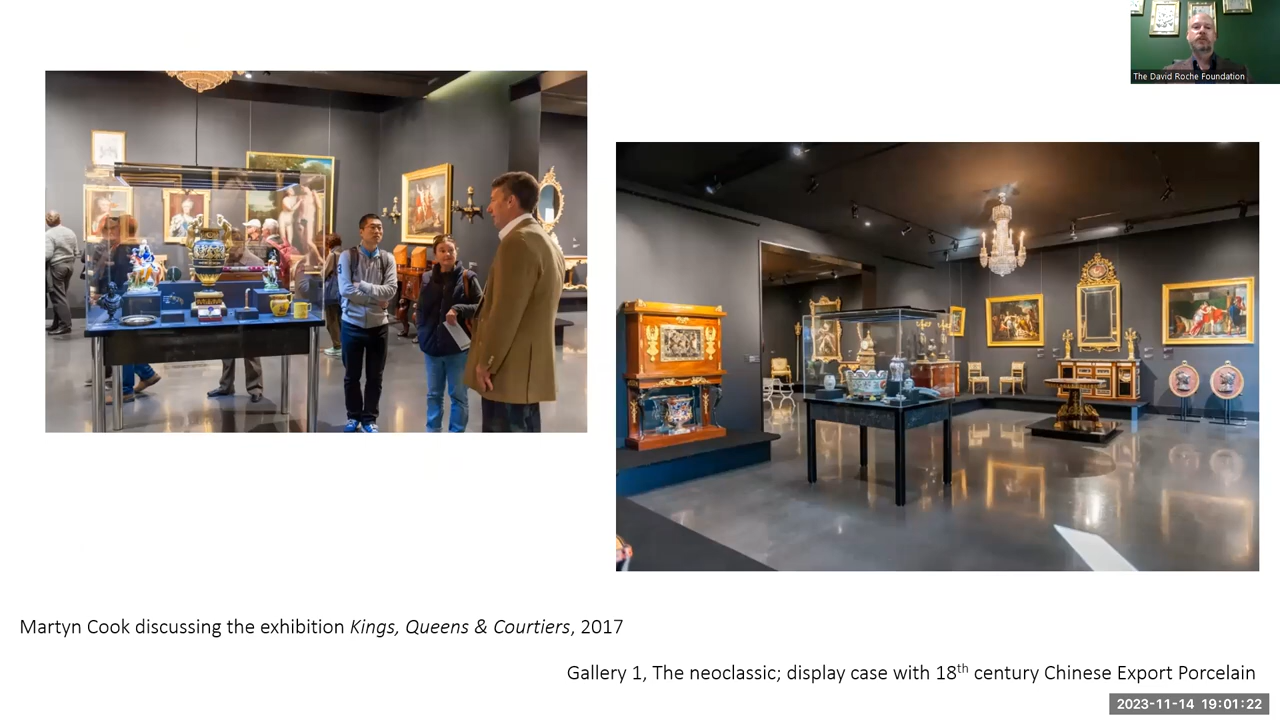 The David Roche Foundation
Martyn Cook discussing the exhibition Kings, Queens & Courtiers, 2017
Gallery 1, The neoclassic; display case with 18th century Chinese Export Porcelain
2023-11-14 19:01:22